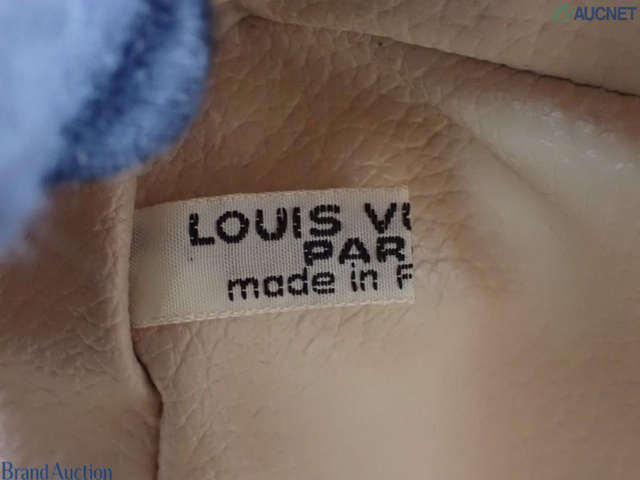 AUCNET
LOUIS VU
PAR
made in F
BrandAuction